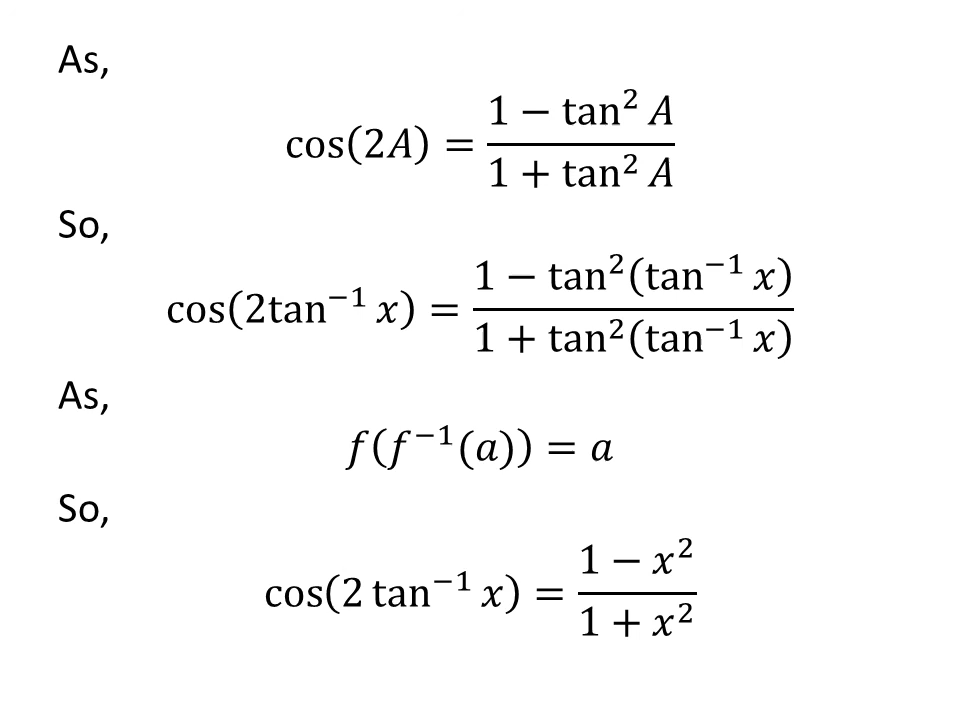 As,
cos(2A) = (1 − tan² A)/(1 + tan² A)
So,
cos(2tan⁻¹ x) = (1 − tan²(tan⁻¹ x))/(1 + tan²(tan⁻¹ x))
As,
f(f⁻¹(a)) = a
So,
cos(2 tan⁻¹ x) = (1 − x²)/(1 + x²)